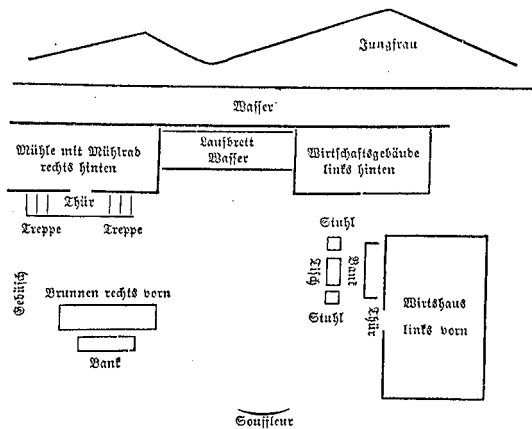 Jungfrau
Wasser
Mühle mit Mühlrad
rechts hinten
Laufbrett
Wasser
Wirtschaftsgebäude
links hinten
Thür
Treppe
Treppe
Stuhl
Tisch
Bank
Stuhl
Gebüsch
Brunnen rechts vorn
Bank
Thür
Wirtshaus
links vorn
Souffleur